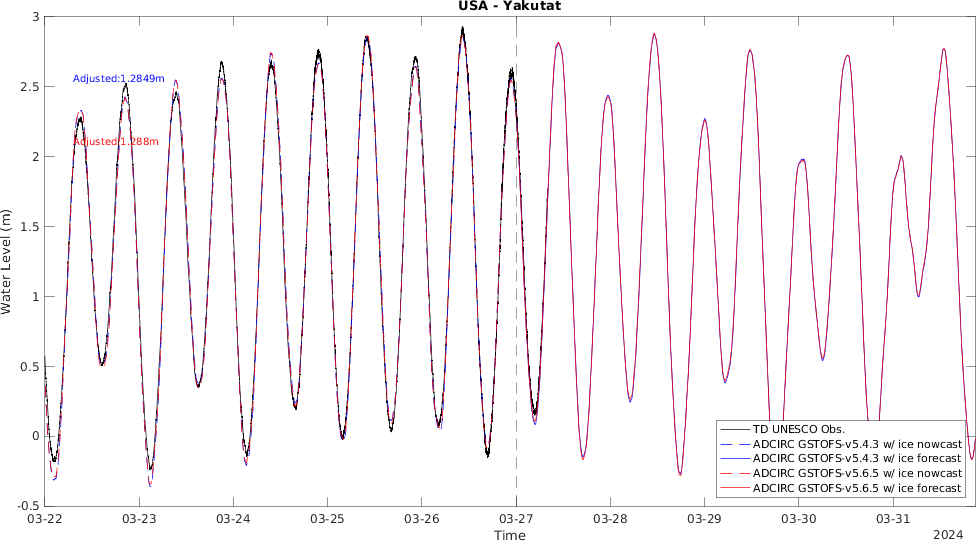 USA - Yakutat
3
2.5
2
1.5
1
0.5
0
-0.5
Water Level (m)
Adjusted:1.2849m
Adjusted:1.288m
TD UNESCO Obs.
ADCIRC GSTOFS-v5.4.3 w/ ice nowcast
ADCIRC GSTOFS-v5.4.3 w/ ice forecast
ADCIRC GSTOFS-v5.6.5 w/ ice nowcast
ADCIRC GSTOFS-v5.6.5 w/ ice forecast
03-22 03-23 03-24 03-25 03-26 03-27 03-28 03-29 03-30 03-31
Time
2024